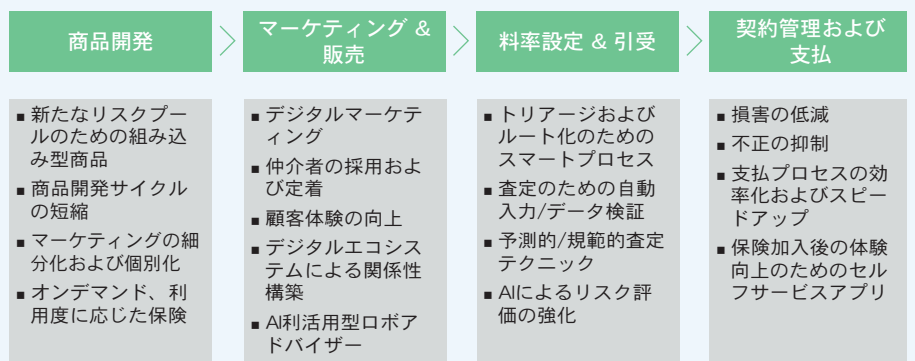 商品開発
マーケティング &
販売
料率設定 & 引受
契約管理および
支払
■ 新たなリスクプー
ルのための組み込
み型商品
■ 商品開発サイクル
の短縮
■ マーケティングの細
分化および個別化
■ オンデマンド、利
用度に応じた保険
■ デジタルマーケテ
ィング
■ 仲介者の採用およ
び定着
■ 顧客体験の向上
■ デジタルエコシス
テムによる関係性
構築
■ AI利活用型ロボア
ドバイザー
■ トリアージおよび
ルート化のための
スマートプロセス
■ 査定のための自動
入力/データ検証
■ 予測的/規範的査定
テクニック
■ AIによるリスク評
価の強化
■ 損害の低減
■ 不正の抑制
■ 支払プロセスの効
率化およびスピー
ドアップ
■ 保険加入後の体験
向上のためのセル
フサービスアプリ